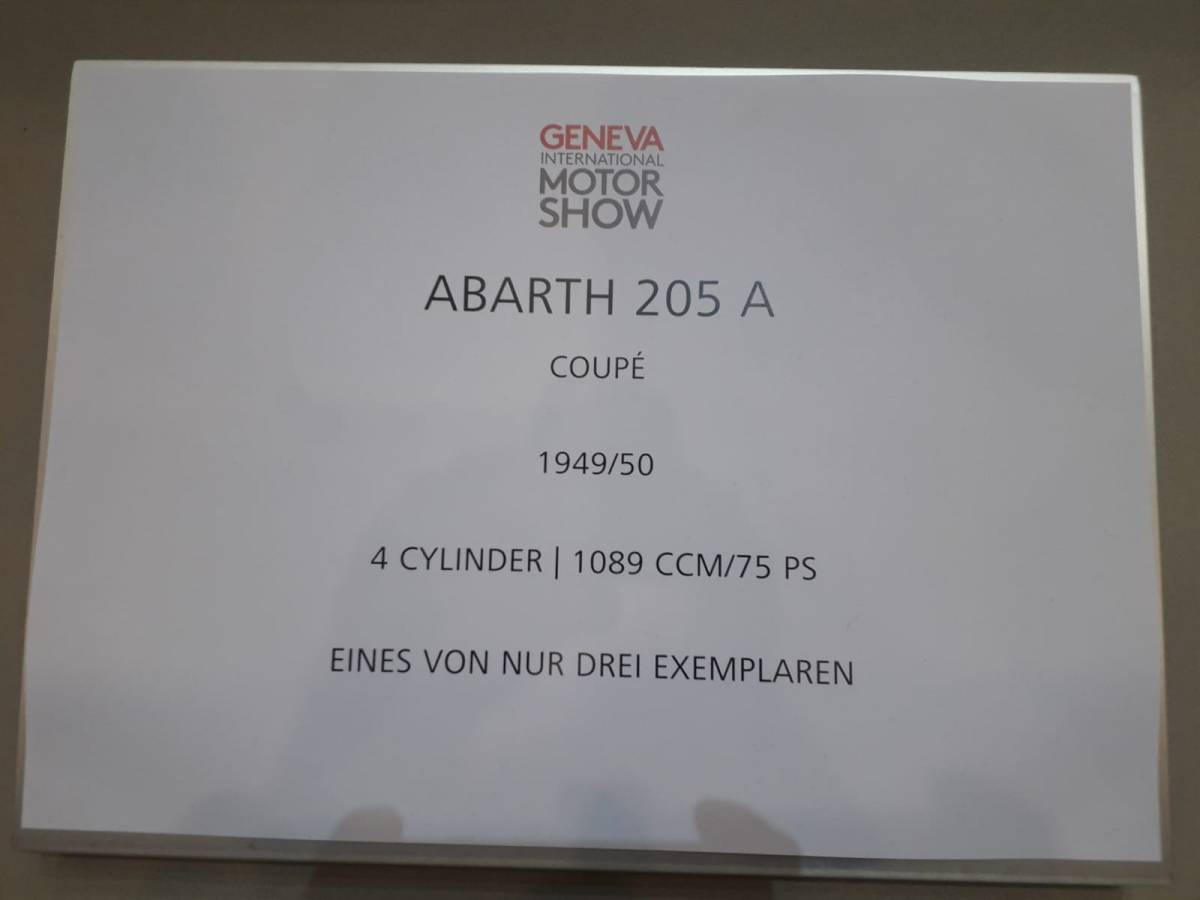 GENEVA
INTERNATIONAL
MOTOR
SHOW
ABARTH 205 A
COUPÉ
1949/50
4 CYLINDER | 1089 CCM/75 PS
EINES VON NUR DREI EXEMPLAREN